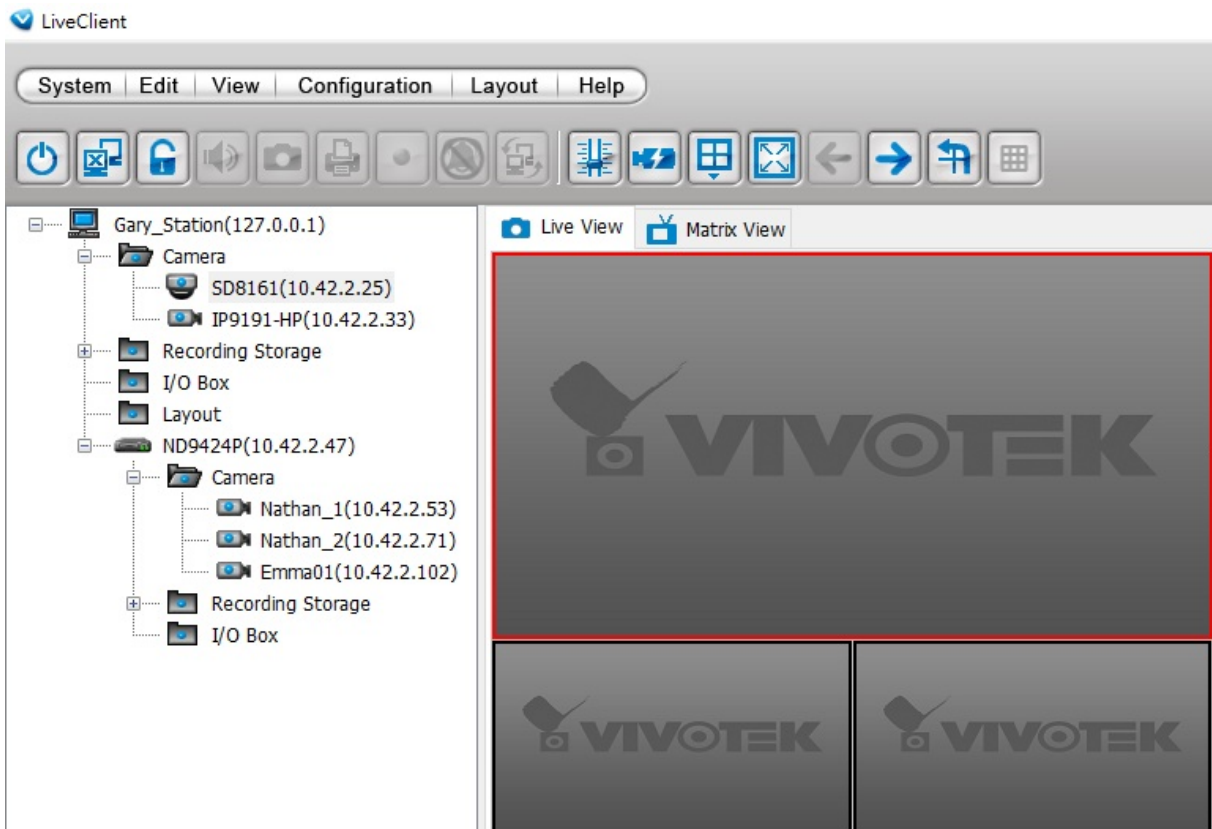 LiveClient
System Edit View Configuration Layout Help
Gary_Station(127.0.0.1)
Camera
SD8161(10.42.2.25)
IP9191-HP(10.42.2.33)
Recording Storage
I/O Box
Layout
ND9424P(10.42.2.47)
Camera
Nathan_1(10.42.2.53)
Nathan_2(10.42.2.71)
Emma01(10.42.2.102)
Recording Storage
I/O Box
Live View Matrix View
VIVOTEK
VIVOTEK VIVOTEK